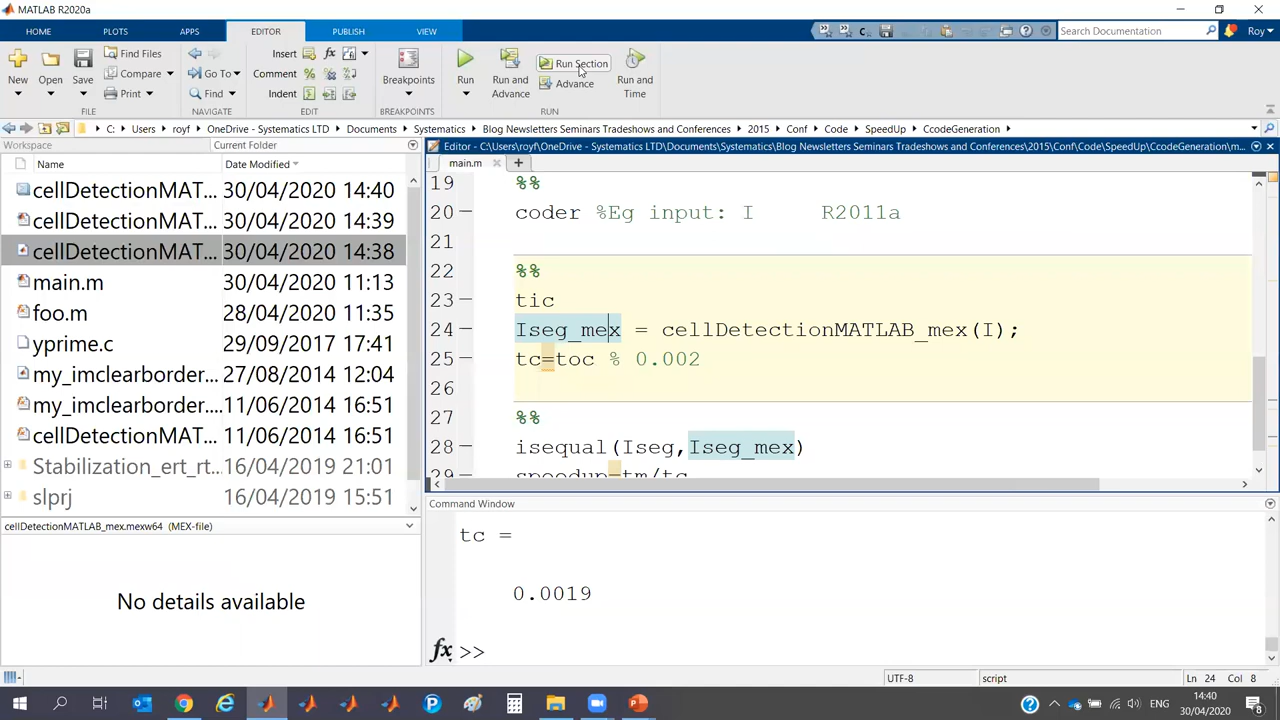 MATLAB R2020a
HOME PLOTS APPS EDITOR PUBLISH VIEW
Search Documentation
Roy
New
Open
Save
Find Files
Compare
Print
FILE
Go To
Find
NAVIGATE
Insert
Comment
Indent
EDIT
Breakpoints
BREAKPOINTS
Run
Run and Advance
Run Section
Advance
Run and Time
RUN
C: Users royf OneDrive - Systematics LTD Documents Systematics Blog Newsletters Seminars Tradeshows and Conferences 2015 Conf Code SpeedUp CcodeGeneration
Workspace
Current Folder
Name Date Modified
cellDetectionMAT... 30/04/2020 14:40
cellDetectionMAT... 30/04/2020 14:39
cellDetectionMAT... 30/04/2020 14:38
main.m 30/04/2020 11:13
foo.m 28/04/2020 11:35
yprime.c 29/09/2017 17:41
my_imclearborder... 27/08/2014 12:04
my_imclearborder.... 11/06/2014 16:51
cellDetectionMAT... 11/06/2014 16:51
Stabilization_ert_rt... 16/04/2019 21:01
slprj 16/04/2019 15:51
cellDetectionMATLAB_mex.mexw64 (MEX-file)
No details available
Editor - C:\Users\royf\OneDrive - Systematics LTD\Documents\Systematics\Blog Newsletters Seminars Tradeshows and Conferences\2015\Conf\Code\SpeedUp\CcodeGeneration\m...
main.m
19 %%
20 coder %Eg input: I R2011a
21
22 %%
23 tic
24 Iseg_mex = cellDetectionMATLAB_mex(I);
25 tc=toc % 0.002
26
27 %%
28 isequal(Iseg,Iseg_mex)
29 speedup=tm/tc
Command Window
tc =
0.0019
fx >>
UTF-8 script Ln 24 Col 8
ENG
14:40
30/04/2020
8